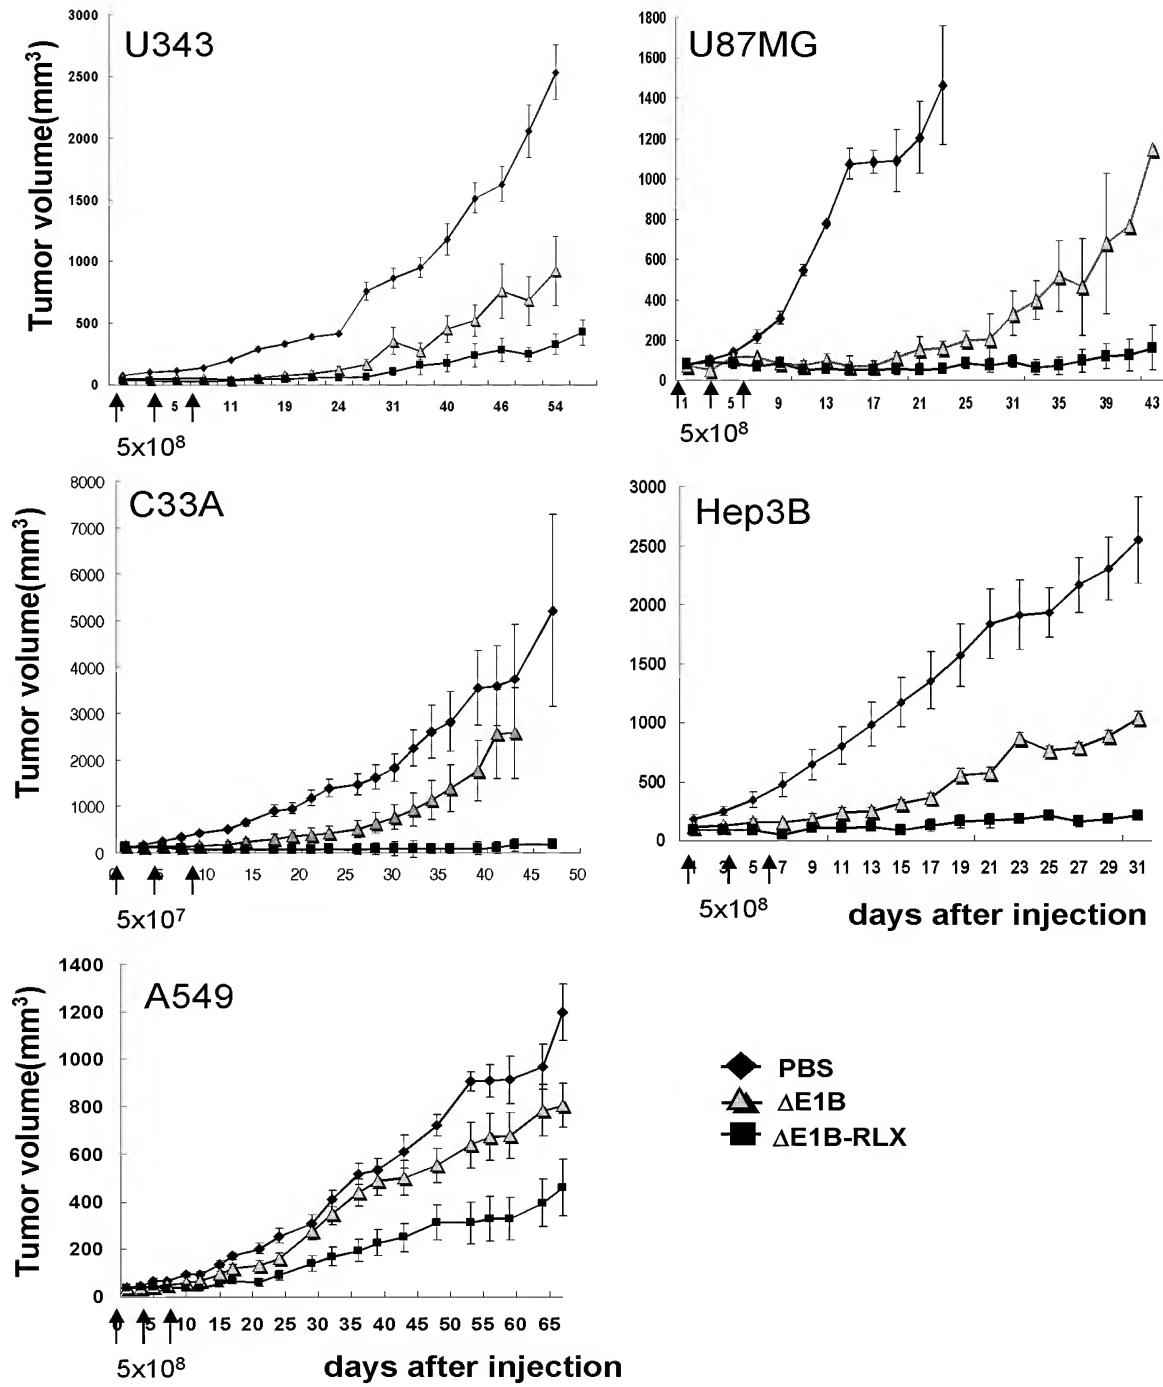 U343
Tumor volume(mm³)
3000
2500
2000
1500
1000
500
0
5 11 19 24 31 40 46 54
5x10⁸
U87MG
1800
1600
1400
1200
1000
800
600
400
200
0
1 5 9 13 17 21 25 31 35 39 43
5x10⁸
C33A
Tumor volume(mm³)
8000
7000
6000
5000
4000
3000
2000
1000
0
10 15 20 25 30 35 40 45 50
5x10⁷
Hep3B
3000
2500
2000
1500
1000
500
0
3 5 7 9 11 13 15 17 19 21 23 25 27 29 31
5x10⁸
days after injection
A549
Tumor volume(mm³)
1400
1200
1000
800
600
400
200
0
0 5 10 15 20 25 30 35 40 45 50 55 60 65
5x10⁸
days after injection
PBS
ΔE1B
ΔE1B-RLX